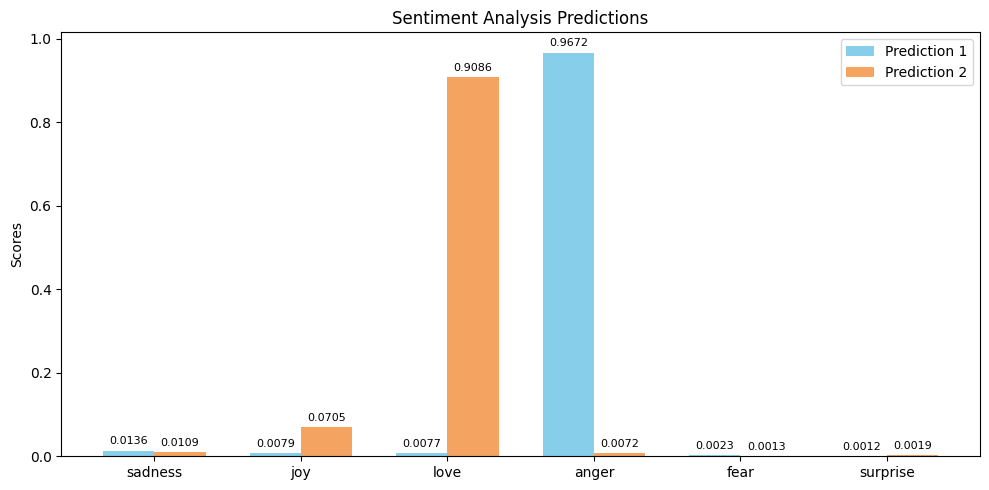 Sentiment Analysis Predictions
Prediction 1
Prediction 2
Scores
1.0
0.8
0.6
0.4
0.2
0.0
0.0136
0.0109
0.0079
0.0705
0.0077
0.9086
0.9672
0.0072
0.0023
0.0013
0.0012
0.0019
sadness
joy
love
anger
fear
surprise